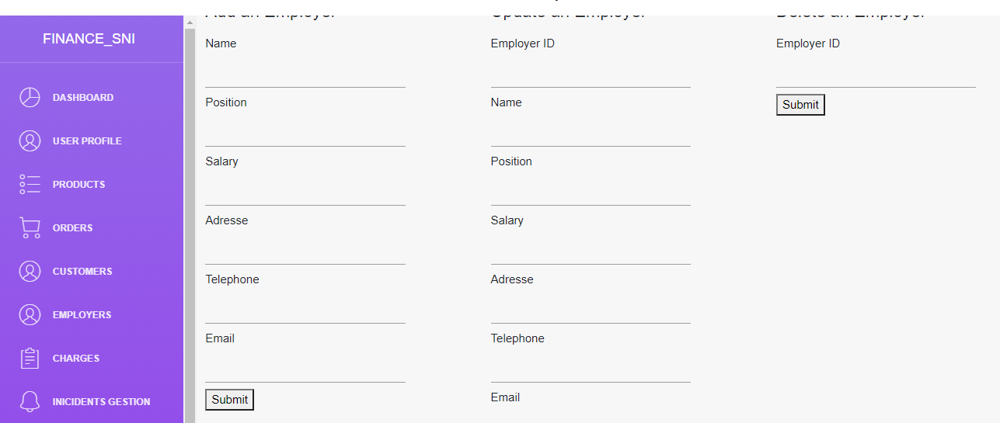 FINANCE_SNI
DASHBOARD
USER PROFILE
PRODUCTS
ORDERS
CUSTOMERS
EMPLOYERS
CHARGES
INICIDENTS GESTION
Add an Employer
Name
Position
Salary
Adresse
Telephone
Email
Submit
Update an Employer
Employer ID
Name
Position
Salary
Adresse
Telephone
Email
Delete an Employer
Employer ID
Submit